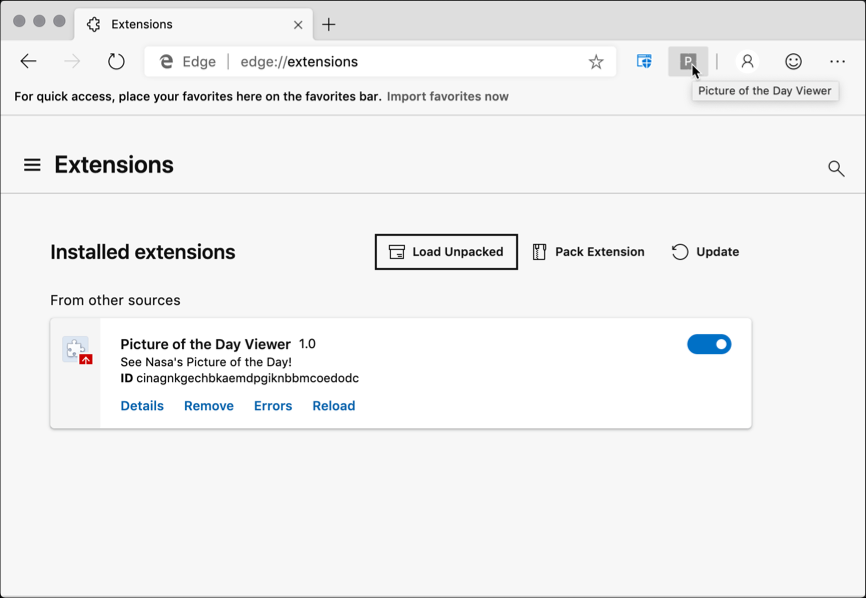 Extensions
Edge edge://extensions
P
Picture of the Day Viewer
For quick access, place your favorites here on the favorites bar. Import favorites now
Extensions
Installed extensions
Load Unpacked
Pack Extension
Update
From other sources
Picture of the Day Viewer 1.0
See Nasa's Picture of the Day!
ID cinagnkgechbkaemdpgiknbbmcoedodc
Details Remove Errors Reload